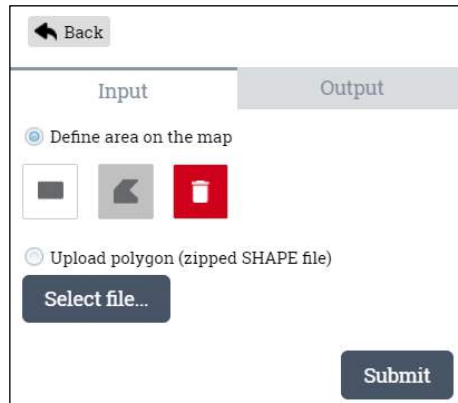 Back
Input Output
Define area on the map
Upload polygon (zipped SHAPE file)
Select file...
Submit